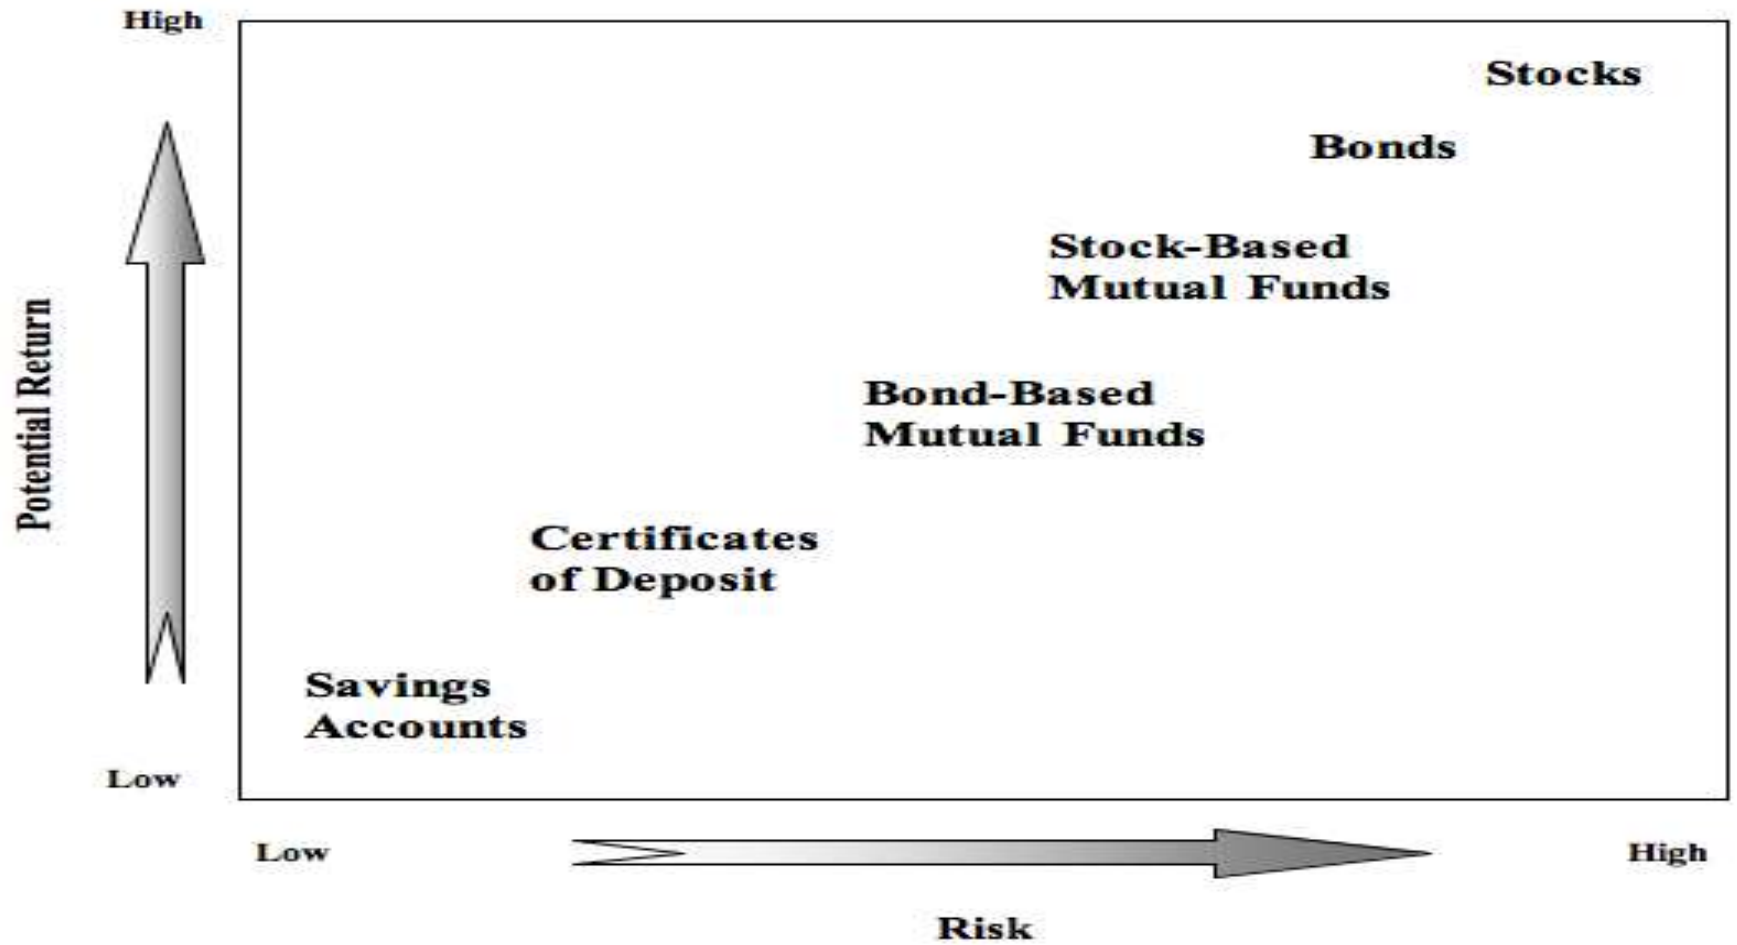 High
Stocks
Bonds
Stock-Based
Mutual Funds
Potential Return
Bond-Based
Mutual Funds
Certificates
of Deposit
Savings
Accounts
Low
Low
High
Risk